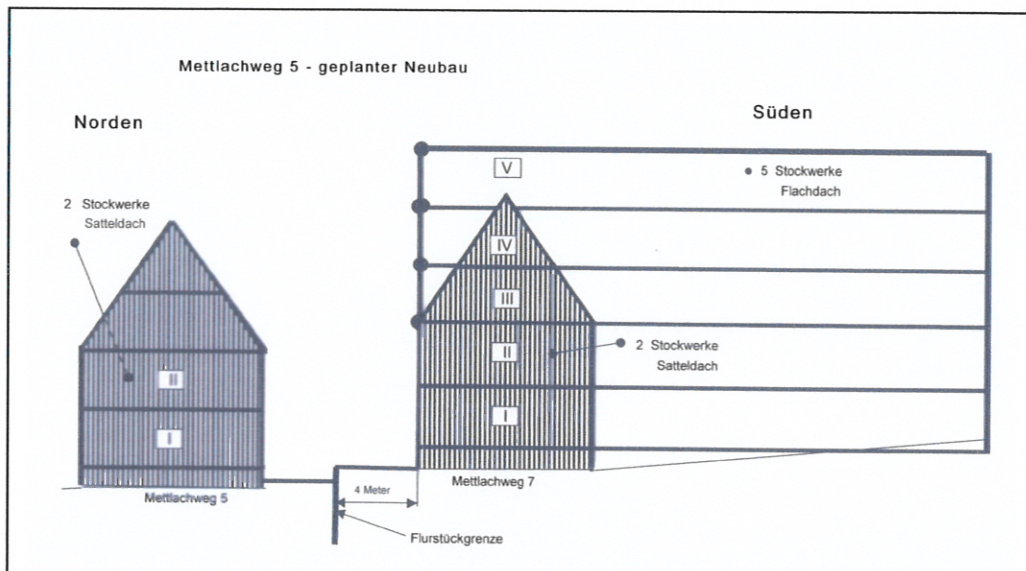 Mettlachweg 5 - geplanter Neubau
Norden
Süden
V
5 Stockwerke
Flachdach
2 Stockwerke
Satteldach
IV
III
II
2 Stockwerke
Satteldach
II
I
I
Mettlachweg 5
4 Meter
Mettlachweg 7
Flurstückgrenze